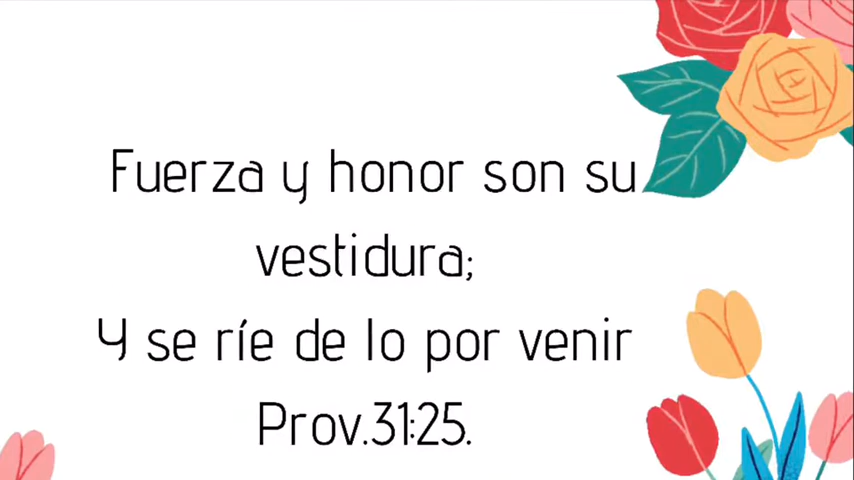 Fuerza y honor son su
vestidura;
Y se ríe de lo por venir
Prov.31:25.